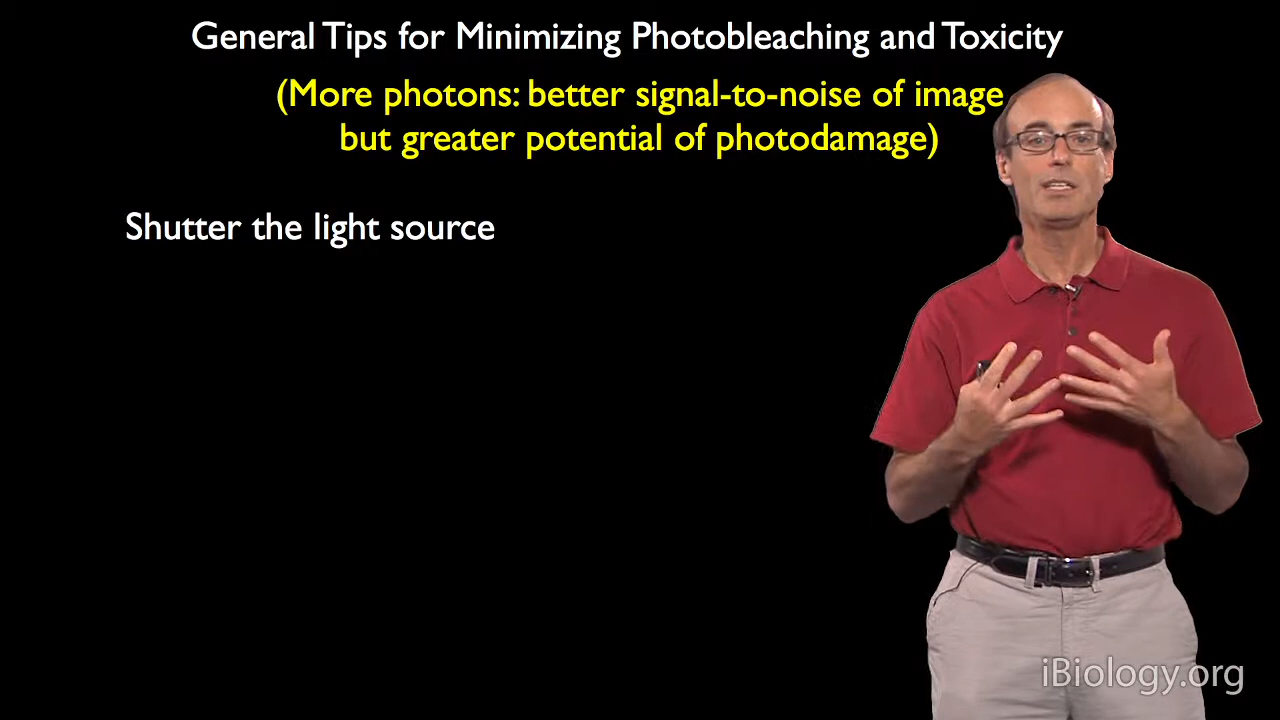 General Tips for Minimizing Photobleaching and Toxicity
(More photons: better signal-to-noise of image
but greater potential of photodamage)
Shutter the light source
iBiology.org